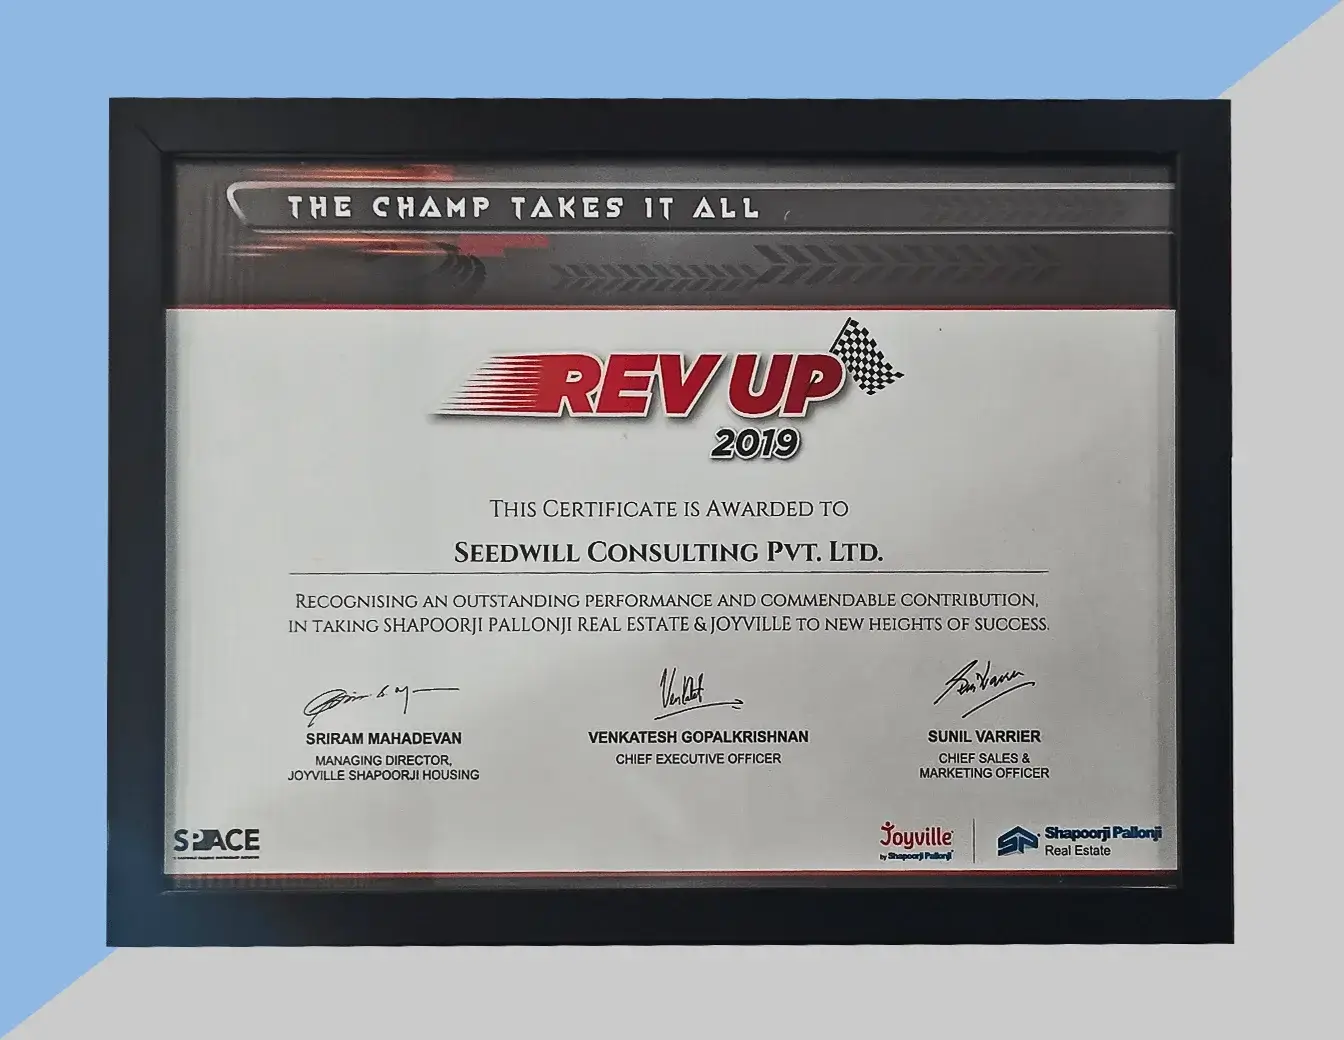 THE CHAMP TAKES IT ALL
REV UP
2019
THIS CERTIFICATE IS AWARDED TO
SEEDWILL CONSULTING PVT. LTD.
RECOGNISING AN OUTSTANDING PERFORMANCE AND COMMENDABLE CONTRIBUTION,
IN TAKING SHAPOORJI PALLONJI REAL ESTATE & JOYVILLE TO NEW HEIGHTS OF SUCCESS.
SRIRAM MAHADEVAN
MANAGING DIRECTOR,
JOYVILLE SHAPOORJI HOUSING
VENKATESH GOPALKRISHNAN
CHIEF EXECUTIVE OFFICER
SUNIL VARRIER
CHIEF SALES &
MARKETING OFFICER
SPACE
Joyville
by Shapoorji Pallonji
Shapoorji Pallonji
Real Estate